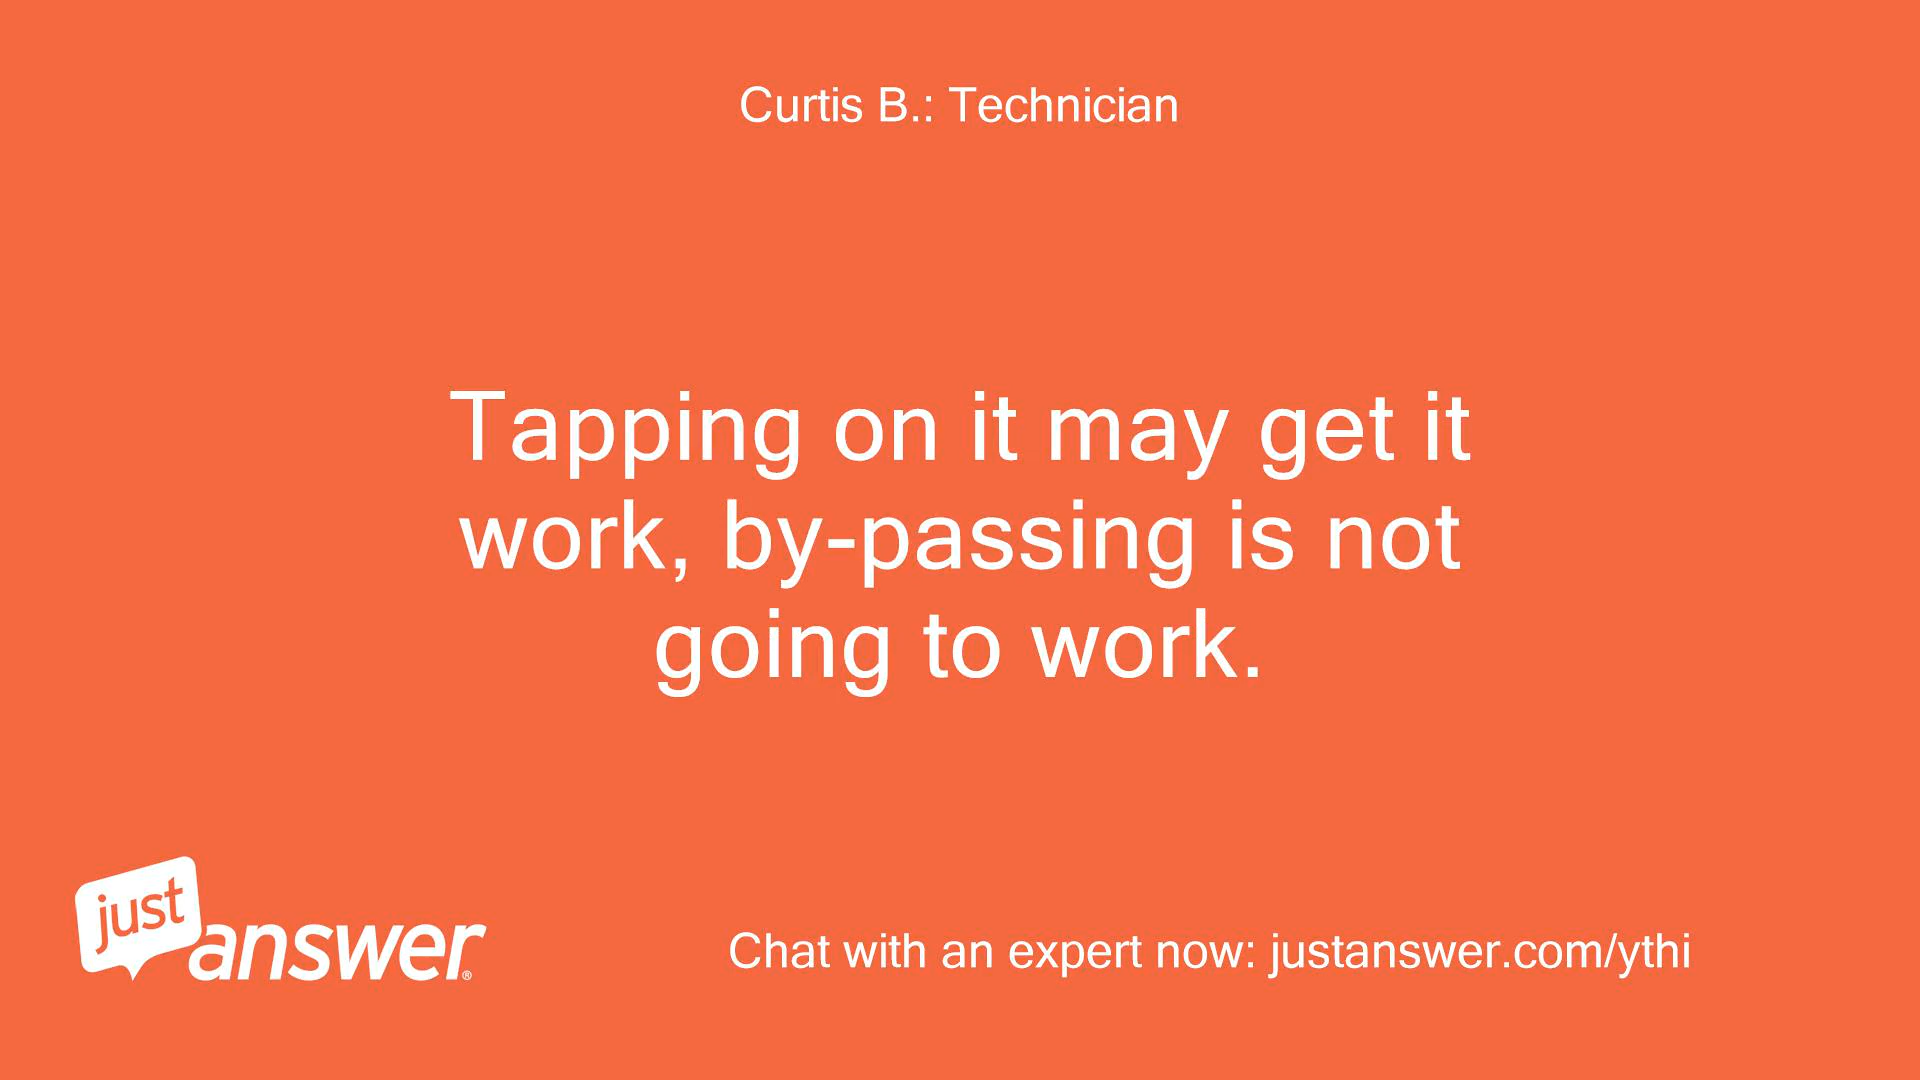 Curtis B.: Technician
Tapping on it may get it
work, by-passing is not
going to work.
just
answer®
Chat with an expert now: justanswer.com/ythi